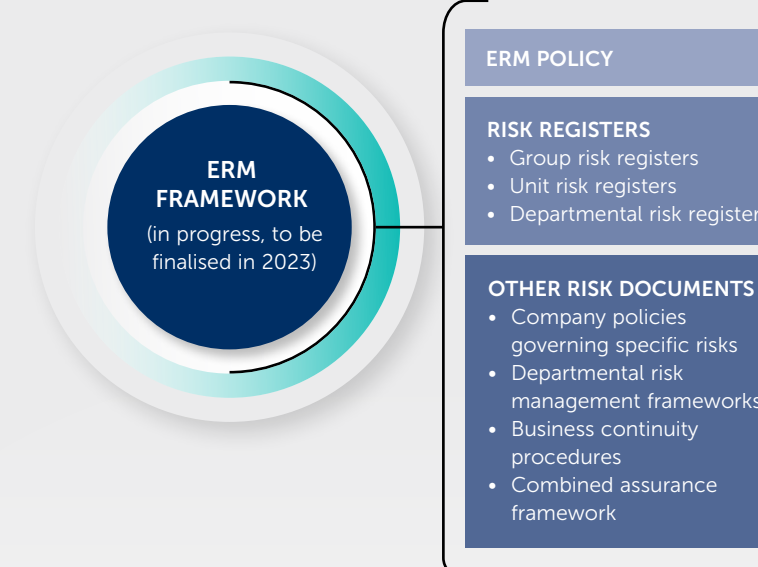 ERM
FRAMEWORK
(in progress, to be
finalised in 2023)
ERM POLICY
RISK REGISTERS
• Group risk registers
• Unit risk registers
• Departmental risk register
OTHER RISK DOCUMENTS
• Company policies
governing specific risks
• Departmental risk
management frameworks
• Business continuity
procedures
• Combined assurance
framework